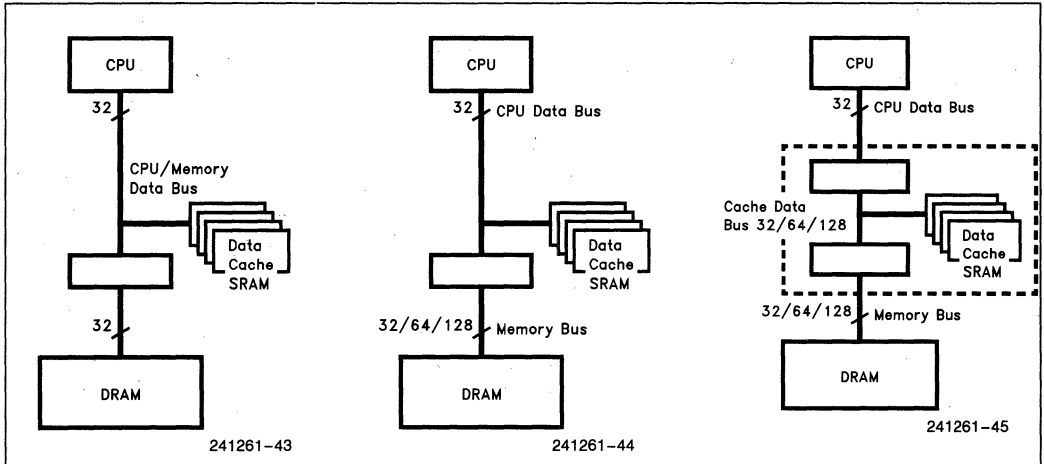 CPU
32
CPU/Memory
Data Bus
Data
Cache
SRAM
32
DRAM
241261-43
CPU
32
CPU Data Bus
Data
Cache
SRAM
32/64/128
Memory Bus
DRAM
241261-44
CPU
32
CPU Data Bus
Cache Data
Bus 32/64/128
Data
Cache
SRAM
32/64/128
Memory Bus
DRAM
241261-45